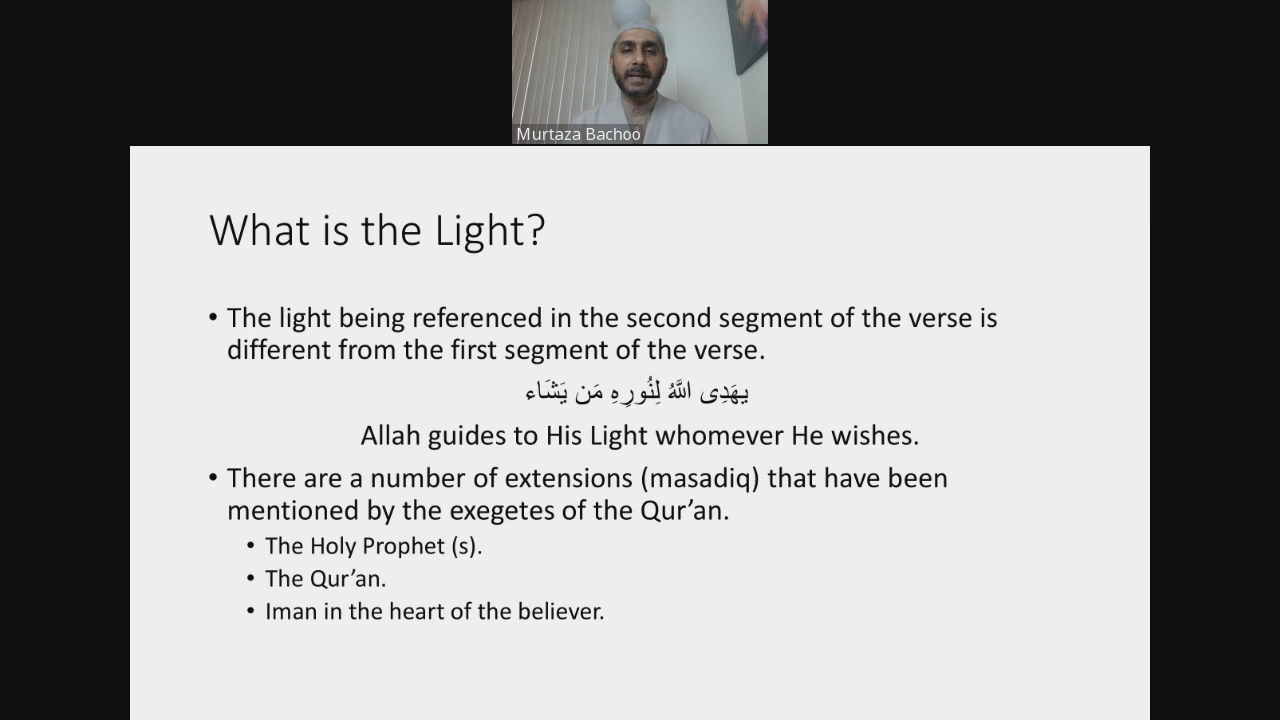 Murtaza Bachoo
What is the Light?
• The light being referenced in the second segment of the verse is
different from the first segment of the verse.
يهَدِى اللَّهُ لِنُورِهِ مَن يَشَاء
Allah guides to His Light whomever He wishes.
• There are a number of extensions (masadiq) that have been
mentioned by the exegetes of the Qur’an.
• The Holy Prophet (s).
• The Qur’an.
• Iman in the heart of the believer.